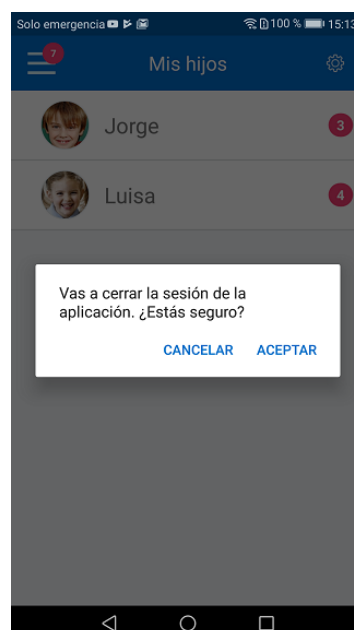 Solo emergencia 100 % 15:13
7
Mis hijos
Jorge 3
Luisa 4
Vas a cerrar la sesión de la
aplicación. ¿Estás seguro?
CANCELAR ACEPTAR